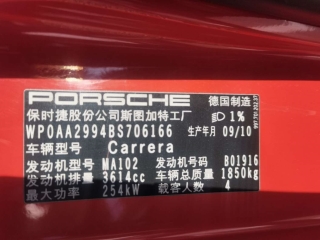 PORSCHE 德国制造
保时捷股份公司斯图加特工厂 1%
WP0AA2994BS706166 生产年月 09/10
车辆型号 Carrera
发动机型号 MA102 发动机号码 B01916
发动机排量 3614cc 车辆总质量 1850kg
最大功率 254kW 载客人数 4